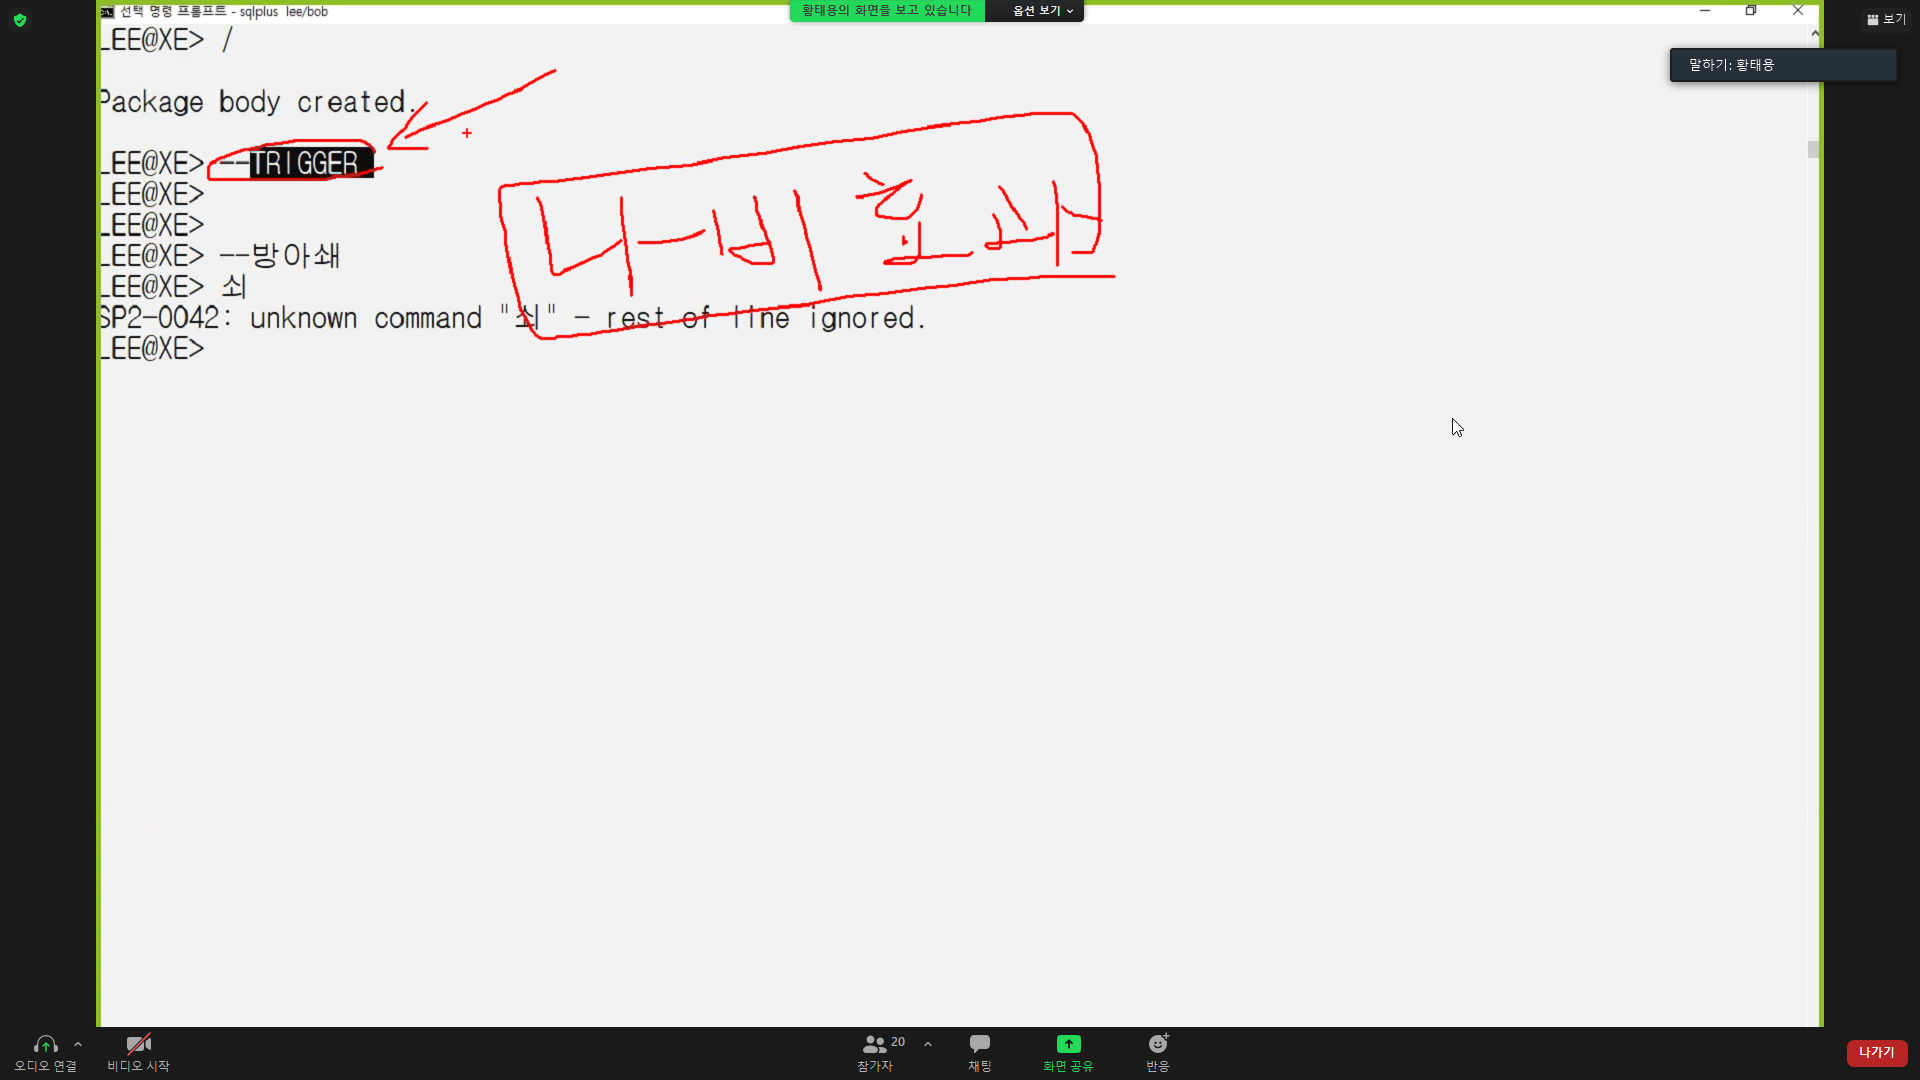 선택 명령 프롬프트 - sqlplus lee/bob
황태용의 화면을 보고 있습니다 옵션 보기
보기
LEE@XE> /
말하기: 황태용
Package body created.
LEE@XE> --TRIGGER
LEE@XE>
LEE@XE>
나비 효과
LEE@XE> --방아쇄
LEE@XE> 쇠
SP2-0042: unknown command "쇠" - rest of line ignored.
LEE@XE>
오디오 연결 비디오 시작 참가자 20 채팅 화면 공유 반응 나가기